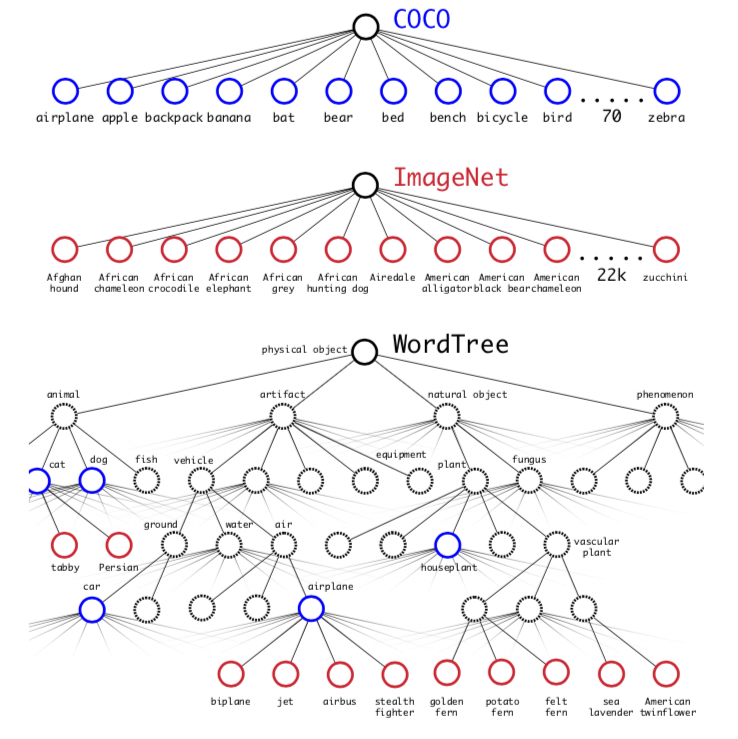 COCO
airplane apple backpack banana bat bear bed bench bicycle bird 70 zebra
ImageNet
Afghan African African African African African Airedale American American American 22k zucchini
hound chameleon crocodile elephant grey hunting dog alligator black bear chameleon
WordTree
physical object
animal artifact natural object phenomenon
cat dog fish vehicle equipment plant fungus
ground water air vascular
plant
tabby Persian houseplant
car airplane
biplane jet airbus stealth golden potato felt sea American
fighter fern fern fern lavender twinflower